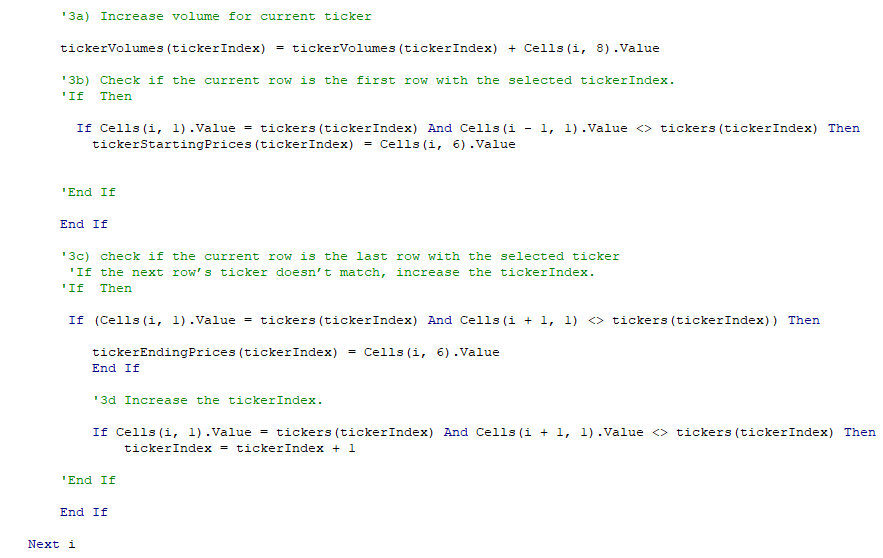 '3a) Increase volume for current ticker
tickerVolumes(tickerIndex) = tickerVolumes(tickerIndex) + Cells(i, 8).Value
'3b) Check if the current row is the first row with the selected tickerIndex.
'If  Then
If Cells(i, 1).Value = tickers(tickerIndex) And Cells(i - 1, 1).Value <> tickers(tickerIndex) Then
tickerStartingPrices(tickerIndex) = Cells(i, 6).Value
'End If
End If
'3c) check if the current row is the last row with the selected ticker
'If the next row’s ticker doesn’t match, increase the tickerIndex.
'If  Then
If (Cells(i, 1).Value = tickers(tickerIndex) And Cells(i + 1, 1) <> tickers(tickerIndex)) Then
tickerEndingPrices(tickerIndex) = Cells(i, 6).Value
End If
'3d Increase the tickerIndex.
If Cells(i, 1).Value = tickers(tickerIndex) And Cells(i + 1, 1).Value <> tickers(tickerIndex) Then
tickerIndex = tickerIndex + 1
'End If
End If
Next i